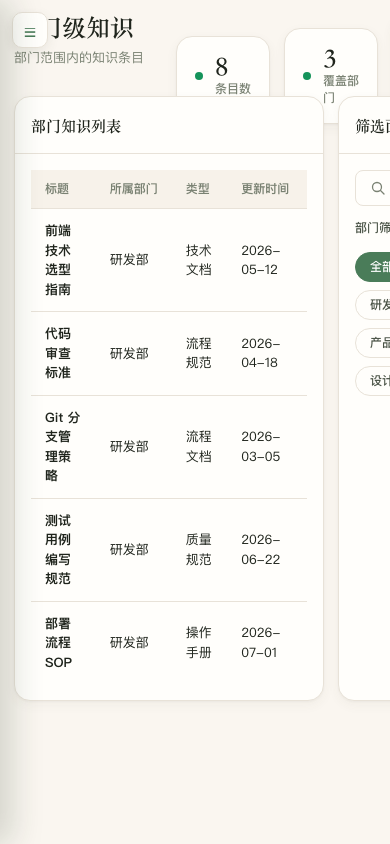 门级知识
部门范围内的知识条目
8
条目数
3
覆盖部
门
部门知识列表
标题 所属部门 类型 更新时间
前端
技术
选型
指南
研发部
技术
文档
2026-
05-12
代码
审查
标准
研发部
流程
规范
2026-
04-18
Git 分
支管
理策
略
研发部
流程
文档
2026-
03-05
测试
用例
编写
规范
研发部
质量
规范
2026-
06-22
部署
流程
SOP
研发部
操作
手册
2026-
07-01
筛选
部门筛
全部
研发
产品
设计